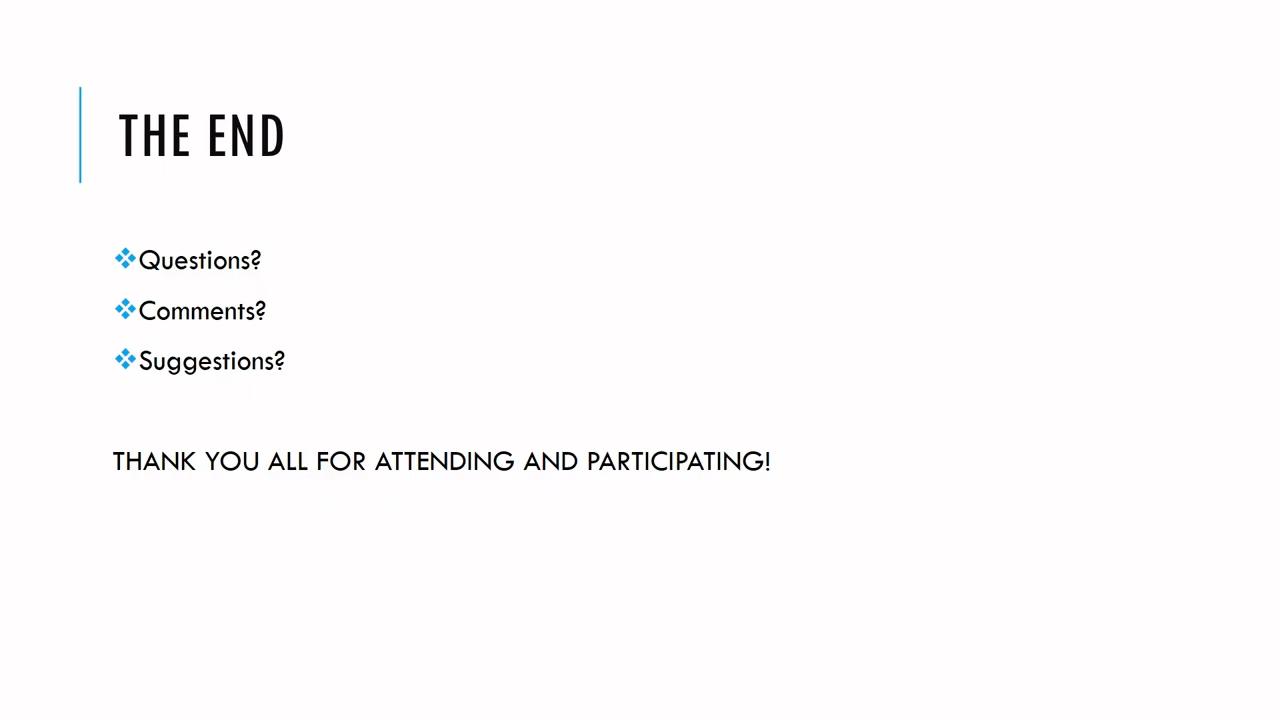 THE END
❖Questions?
❖Comments?
❖Suggestions?
THANK YOU ALL FOR ATTENDING AND PARTICIPATING!